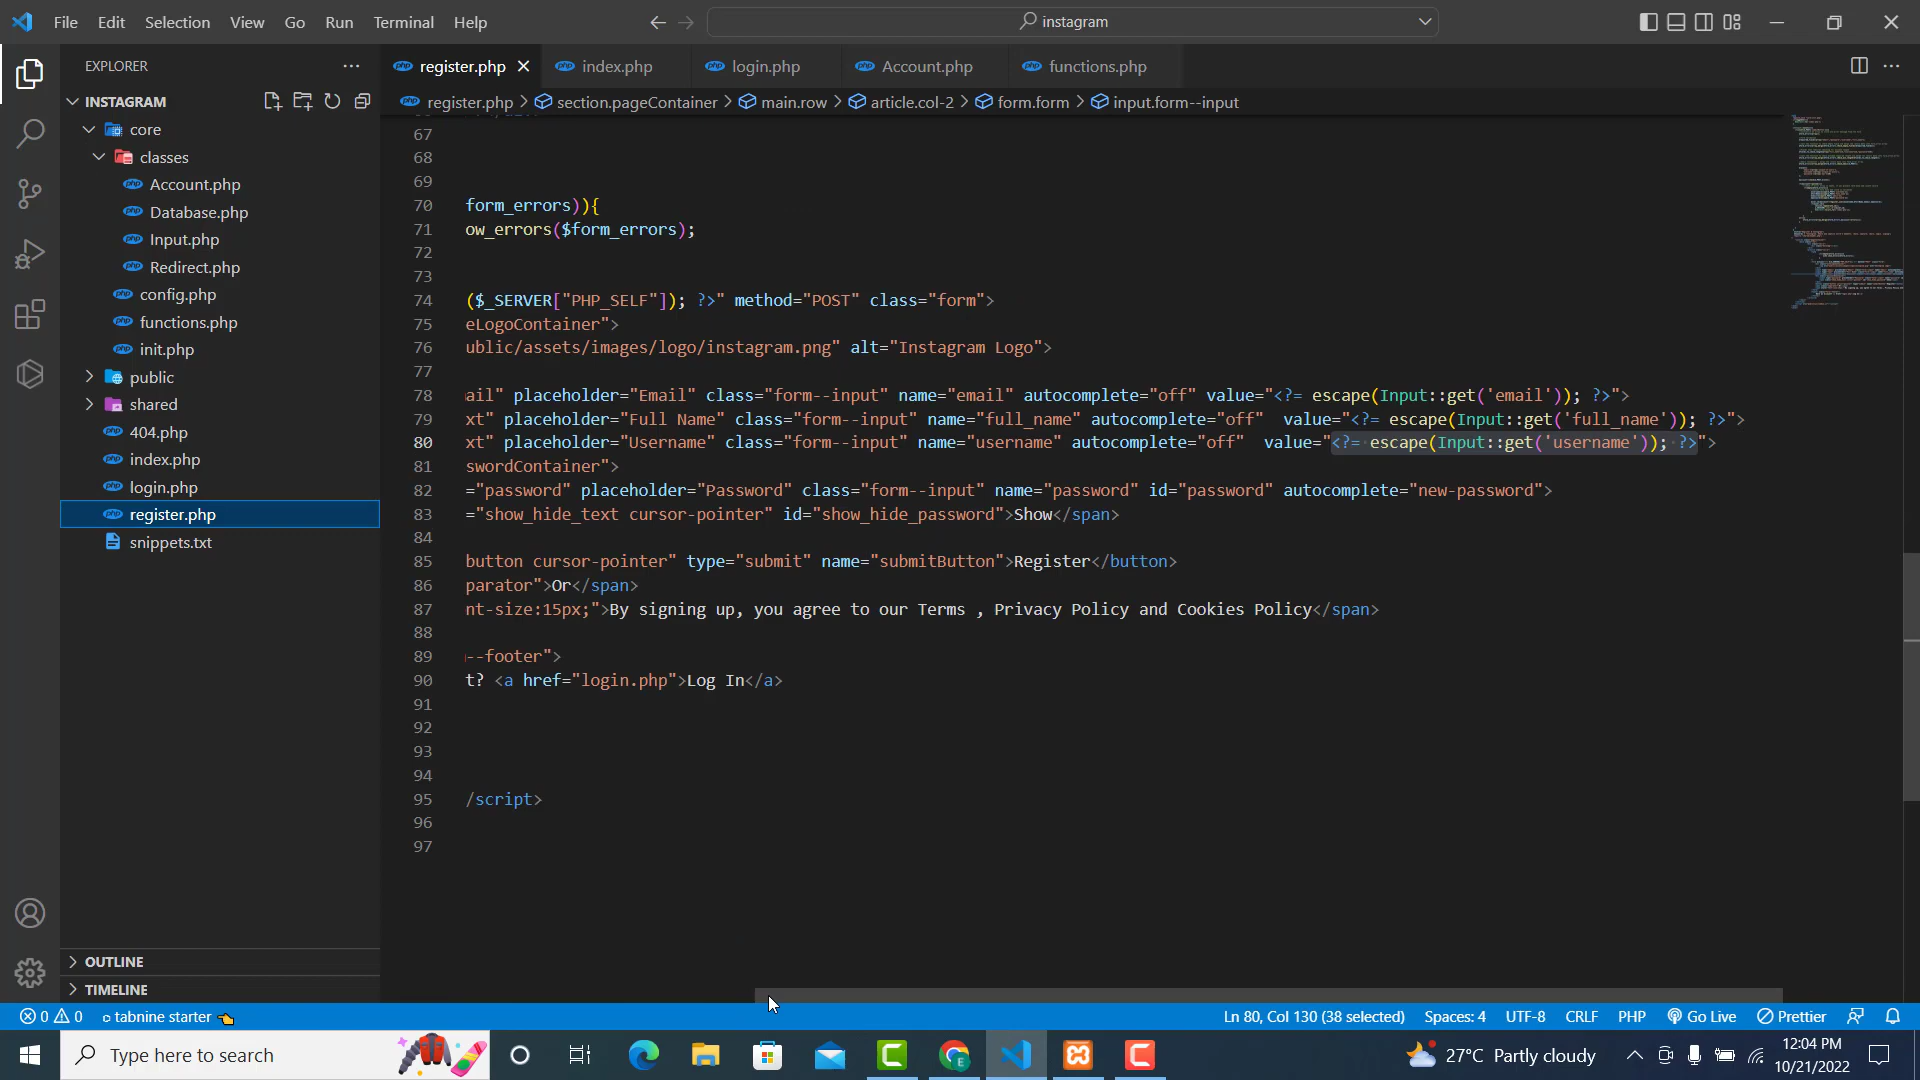 File Edit Selection View Go Run Terminal Help
instagram
EXPLORER
INSTAGRAM
core
classes
Account.php
Database.php
Input.php
Redirect.php
config.php
functions.php
init.php
public
shared
404.php
index.php
login.php
register.php
snippets.txt
OUTLINE
TIMELINE
register.php index.php login.php Account.php functions.php
register.php > section.pageContainer > main.row > article.col-2 > form.form > input.form--input
67
68
69
70 form_errors)){
71 ow_errors($form_errors);
72
73
74 ($_SERVER["PHP_SELF"]); ?>" method="POST" class="form">
75 eLogoContainer">
76 ublic/assets/images/logo/instagram.png" alt="Instagram Logo">
77
78 ail" placeholder="Email" class="form--input" name="email" autocomplete="off" value="<?= escape(Input::get('email')); ?>">
79 xt" placeholder="Full Name" class="form--input" name="full_name" autocomplete="off"  value="<?= escape(Input::get('full_name')); ?>">
80 xt" placeholder="Username" class="form--input" name="username" autocomplete="off"  value="<?= escape(Input::get('username')); ?>">
81 swordContainer">
82 ="password" placeholder="Password" class="form--input" name="password" id="password" autocomplete="new-password">
83 ="show_hide_text cursor-pointer" id="show_hide_password">Show</span>
84
85 button cursor-pointer" type="submit" name="submitButton">Register</button>
86 parator">Or</span>
87 nt-size:15px;">By signing up, you agree to our Terms , Privacy Policy and Cookies Policy</span>
88
89 --footer">
90 t? <a href="login.php">Log In</a>
91
92
93
94
95 /script>
96
97
0 0 tabnine starter Ln 80, Col 130 (38 selected) Spaces: 4 UTF-8 CRLF PHP Go Live Prettier
Type here to search
27°C Partly cloudy
12:04 PM
10/21/2022